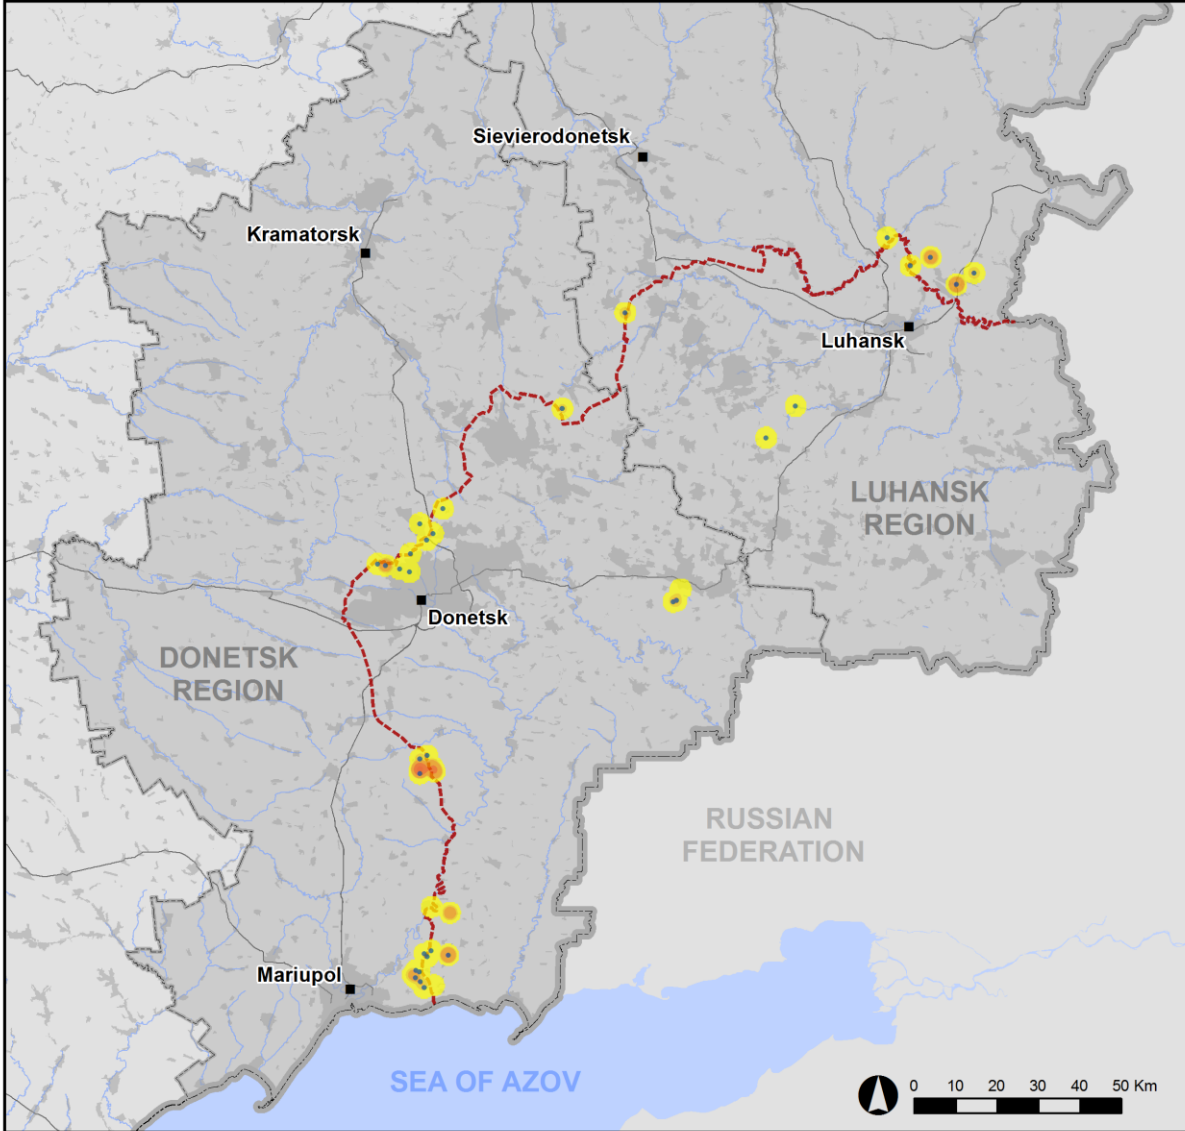 Sievierodonetsk
Kramatorsk
Luhansk
LUHANSK
REGION
Donetsk
DONETSK
REGION
RUSSIAN
FEDERATION
Mariupol
SEA OF AZOV
0 10 20 30 40 50 Km